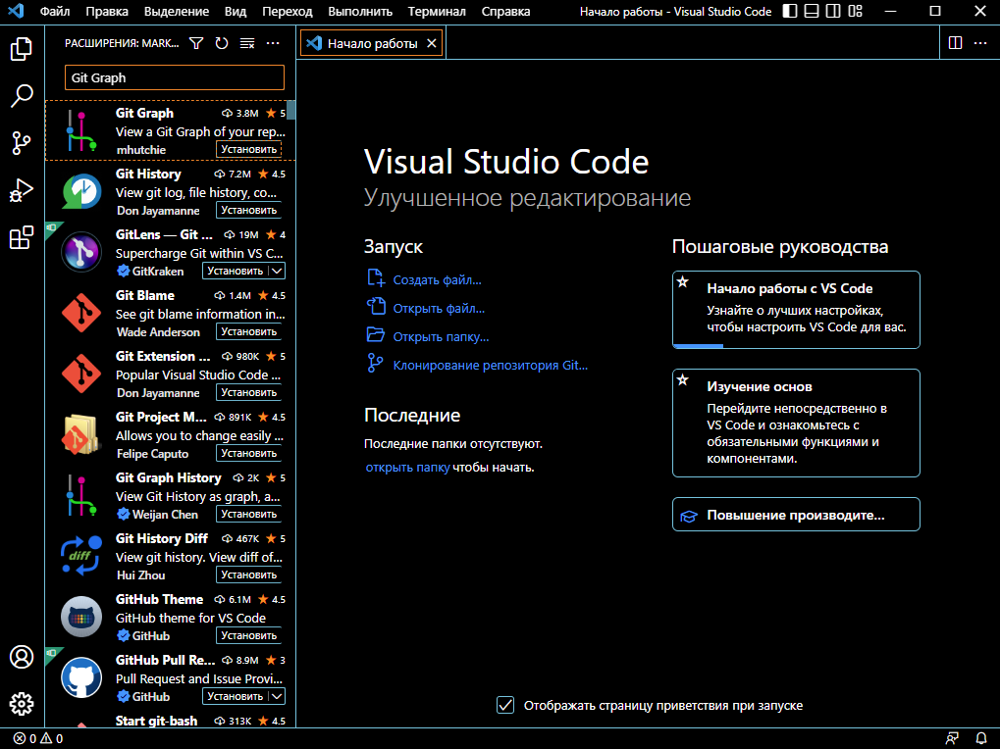 Файл Правка Выделение Вид Переход Выполнить Терминал Справка Начало работы - Visual Studio Code
РАСШИРЕНИЯ: MARK...
Начало работы
Git Graph
Git Graph 3.8M 5
View a Git Graph of your rep...
mhutchie Установить
Git History 7.2M 4.5
View git log, file history, co...
Don Jayamanne Установить
GitLens — Git ... 19M 4
Supercharge Git within VS C...
GitKraken Установить
Git Blame 1.4M 4.5
See git blame information in...
Wade Anderson Установить
Git Extension ... 980K 5
Popular Visual Studio Code ...
Don Jayamanne Установить
Git Project M... 891K 4.5
Allows you to change easily ...
Felipe Caputo Установить
Git Graph History 2K 5
View Git History as graph, a...
Weijan Chen Установить
Git History Diff 467K 5
View git history. View diff of...
Hui Zhou Установить
diff
GitHub Theme 6.1M 4.5
GitHub theme for VS Code
GitHub Установить
GitHub Pull Re... 8.9M 3
Pull Request and Issue Provi...
GitHub Установить
Start git-bash 313K 4.5
Visual Studio Code
Улучшенное редактирование
Запуск
Создать файл...
Открыть файл...
Открыть папку...
Клонирование репозитория Git...
Последние
Последние папки отсутствуют.
открыть папку чтобы начать.
Пошаговые руководства
Начало работы с VS Code
Узнайте о лучших настройках,
чтобы настроить VS Code для вас.
Изучение основ
Перейдите непосредственно в
VS Code и ознакомьтесь с
обязательными функциями и
компонентами.
Повышение производите...
Отображать страницу приветствия при запуске
0 0